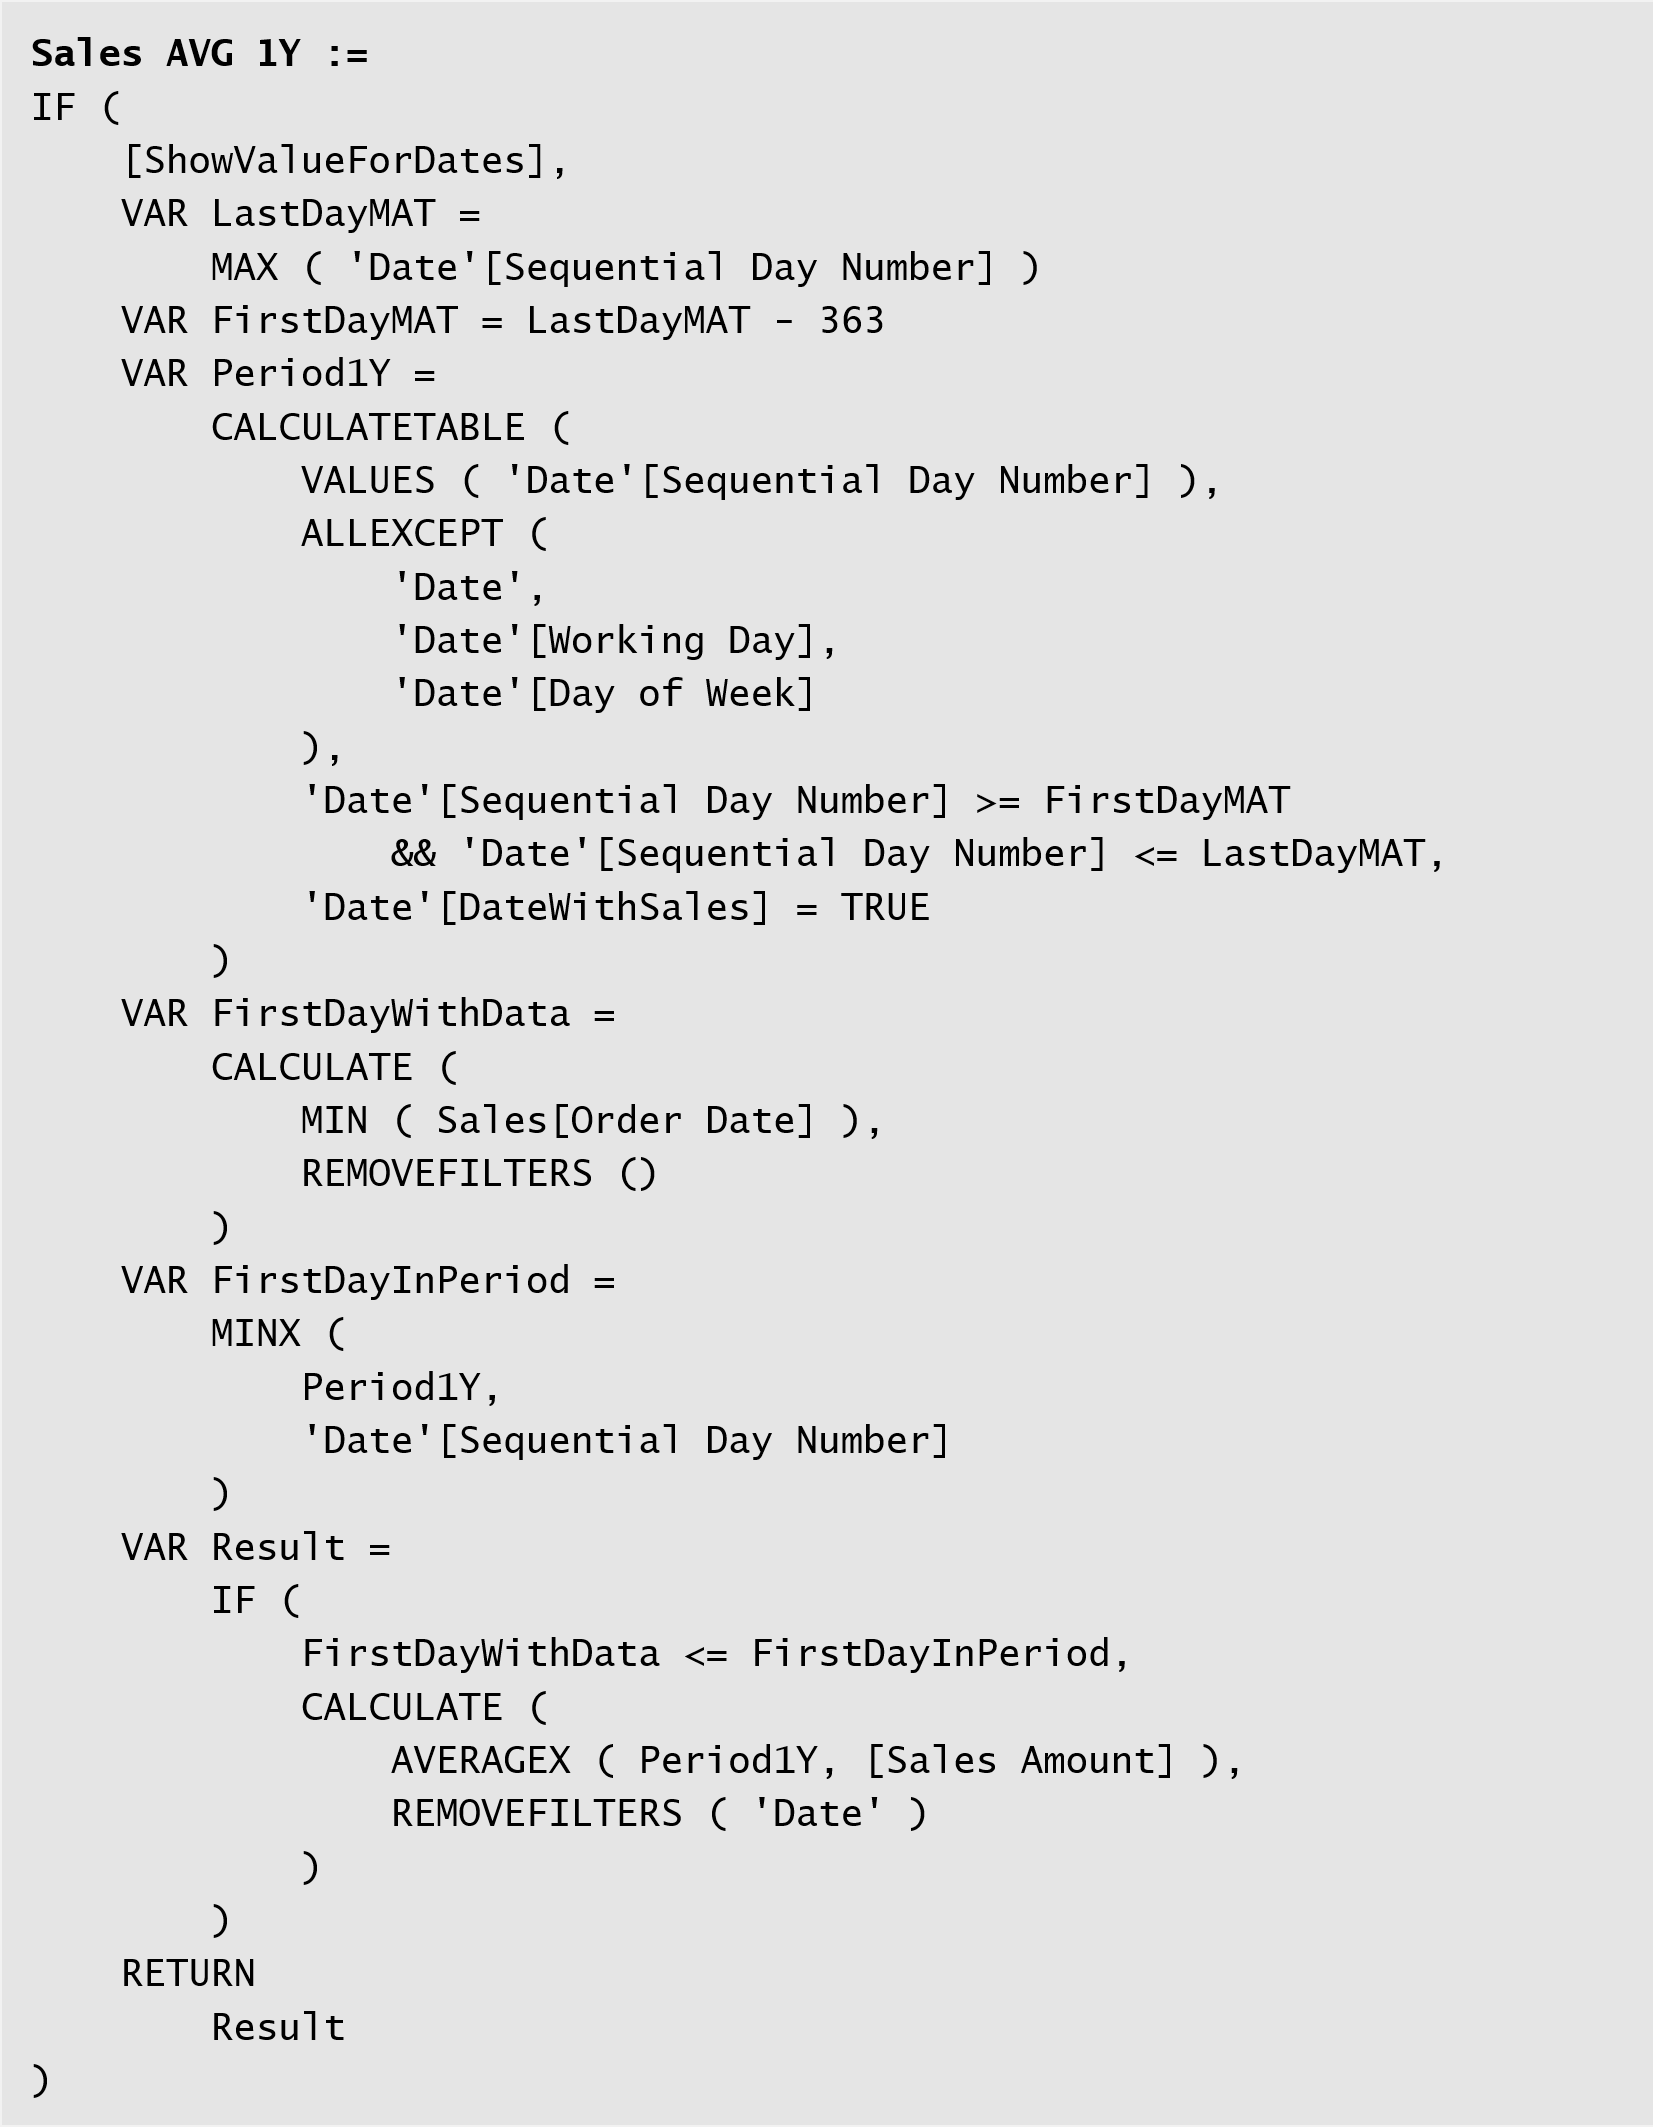 Sales AVG 1Y :=
IF (
    [ShowValueForDates],
    VAR LastDayMAT =
        MAX ( 'Date'[Sequential Day Number] )
    VAR FirstDayMAT = LastDayMAT - 363
    VAR Period1Y =
        CALCULATETABLE (
            VALUES ( 'Date'[Sequential Day Number] ),
            ALLEXCEPT (
                'Date',
                'Date'[Working Day],
                'Date'[Day of Week]
            ),
            'Date'[Sequential Day Number] >= FirstDayMAT
                && 'Date'[Sequential Day Number] <= LastDayMAT,
            'Date'[DateWithSales] = TRUE
        )
    VAR FirstDayWithData =
        CALCULATE (
            MIN ( Sales[Order Date] ),
            REMOVEFILTERS ()
        )
    VAR FirstDayInPeriod =
        MINX (
            Period1Y,
            'Date'[Sequential Day Number]
        )
    VAR Result =
        IF (
            FirstDayWithData <= FirstDayInPeriod,
            CALCULATE (
                AVERAGEX ( Period1Y, [Sales Amount] ),
                REMOVEFILTERS ( 'Date' )
            )
        )
    RETURN
        Result
)